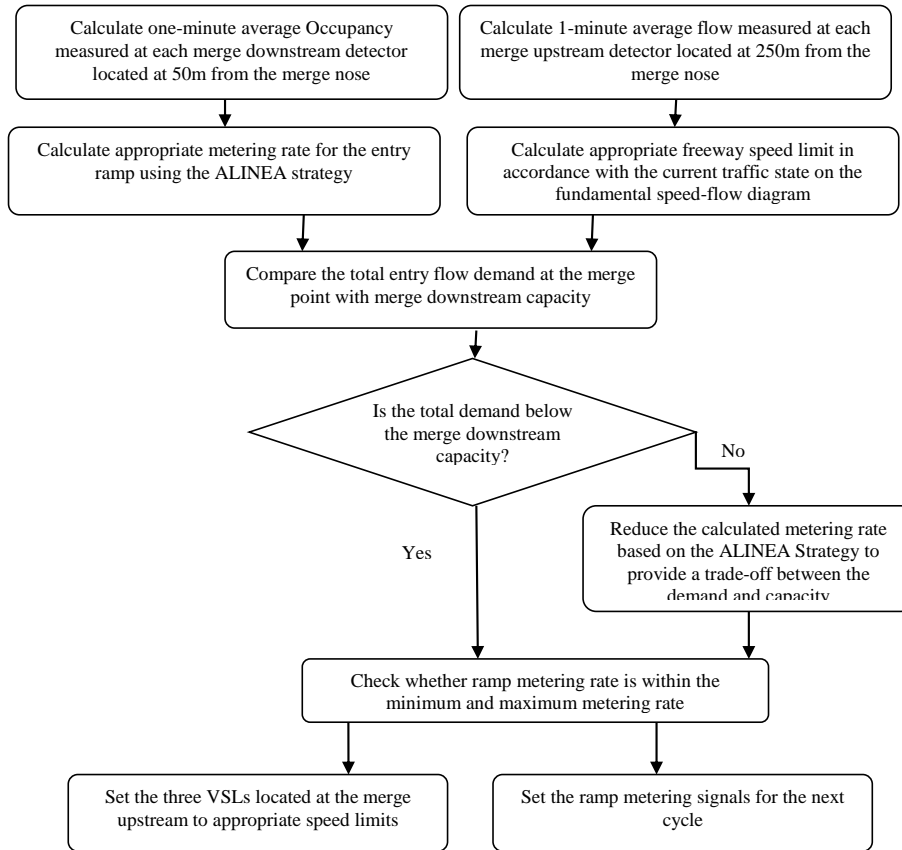 Calculate one-minute average Occupancy
measured at each merge downstream detector
located at 50m from the merge nose
Calculate 1-minute average flow measured at each
merge upstream detector located at 250m from the
merge nose
Calculate appropriate metering rate for the entry
ramp using the ALINEA strategy
Calculate appropriate freeway speed limit in
accordance with the current traffic state on the
fundamental speed-flow diagram
Compare the total entry flow demand at the merge
point with merge downstream capacity
Is the total demand below
the merge downstream
capacity?
No
Reduce the calculated metering rate
based on the ALINEA Strategy to
provide a trade-off between the
demand and capacity
Yes
Check whether ramp metering rate is within the
minimum and maximum metering rate
Set the three VSLs located at the merge
upstream to appropriate speed limits
Set the ramp metering signals for the next
cycle